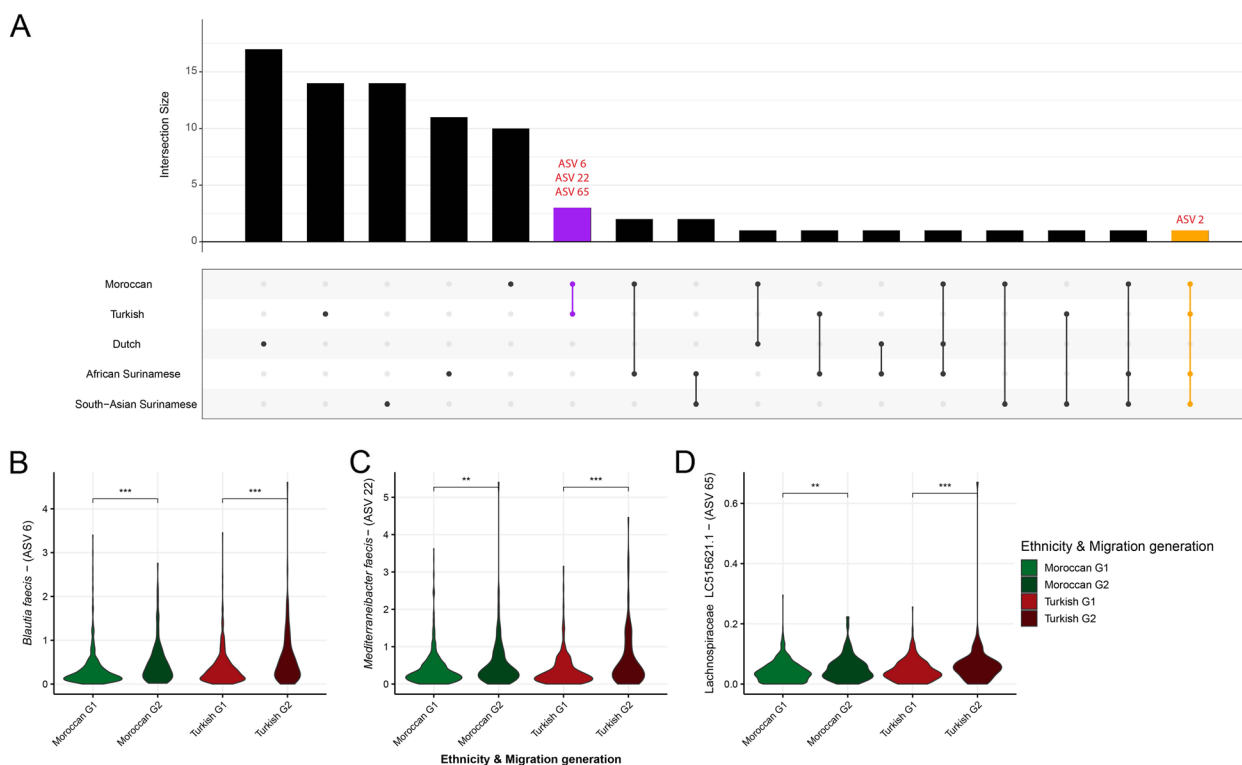 A
Intersection Size
15
10
5
0
ASV 6
ASV 22
ASV 65
ASV 2
Moroccan
Turkish
Dutch
African Surinamese
South−Asian Surinamese
B
Blautia faecis − (ASV 6)
4
3
2
1
0
***
***
Moroccan G1
Moroccan G2
Turkish G1
Turkish G2
C
Mediterraneibacter faecis − (ASV 22)
5
4
3
2
1
0
**
***
Moroccan G1
Moroccan G2
Turkish G1
Turkish G2
Ethnicity & Migration generation
D
Lachnospiraceae LC515621.1 − (ASV 65)
0.6
0.4
0.2
0.0
**
***
Moroccan G1
Moroccan G2
Turkish G1
Turkish G2
Ethnicity & Migration generation
Moroccan G1
Moroccan G2
Turkish G1
Turkish G2